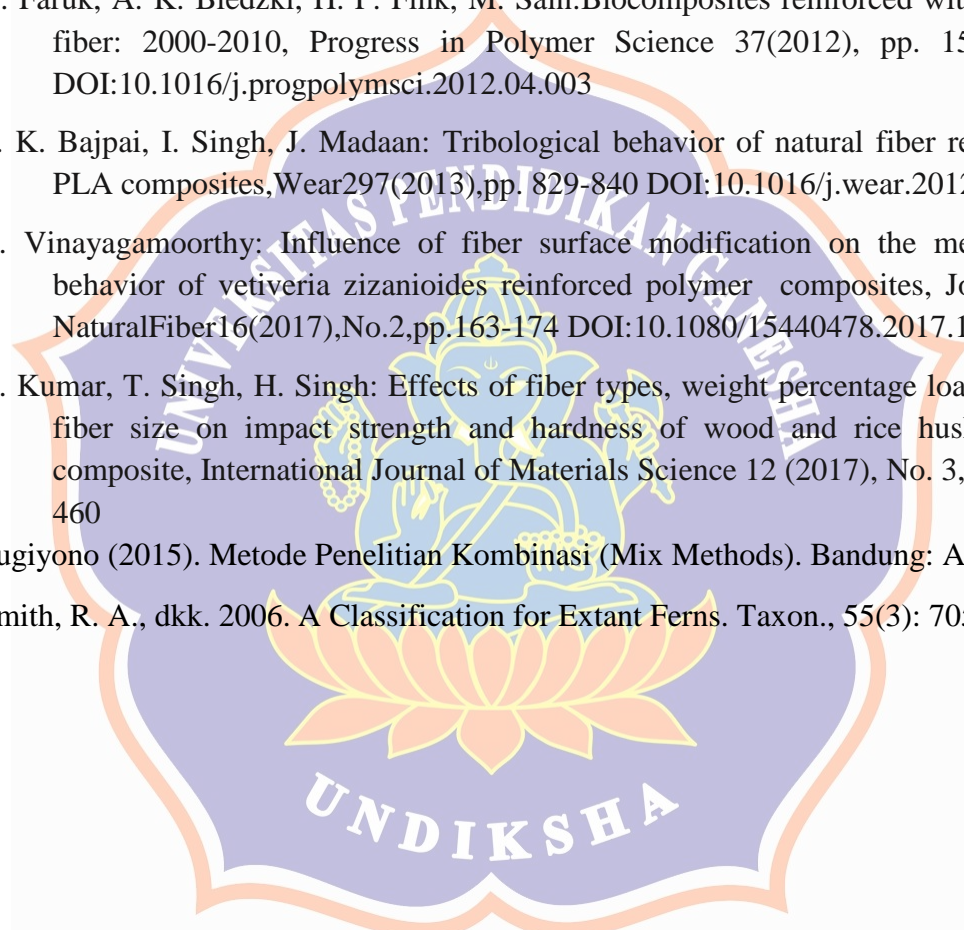 . Faruk, A. K. Bledzki, H. P. Fink, M. Sain:Biocomposites reinforced wit
fiber: 2000-2010, Progress in Polymer Science 37(2012), pp. 15
DOI:10.1016/j.progpolymsci.2012.04.003
. K. Bajpai, I. Singh, J. Madaan: Tribological behavior of natural fiber re
PLA composites,Wear297(2013),pp. 829-840 DOI:10.1016/j.wear.2012
. Vinayagamoorthy: Influence of fiber surface modification on the me
behavior of vetiveria zizanioides reinforced polymer composites, Jo
NaturalFiber16(2017),No.2,pp.163-174 DOI:10.1080/15440478.2017.1
. Kumar, T. Singh, H. Singh: Effects of fiber types, weight percentage loa
fiber size on impact strength and hardness of wood and rice hus
composite, International Journal of Materials Science 12 (2017), No. 3,
460
ugiyono (2015). Metode Penelitian Kombinasi (Mix Methods). Bandung: A
mith, R. A., dkk. 2006. A Classification for Extant Ferns. Taxon., 55(3): 70
UNIVERSITAS PENDIDIKAN GANESHA
UNDIKSHA